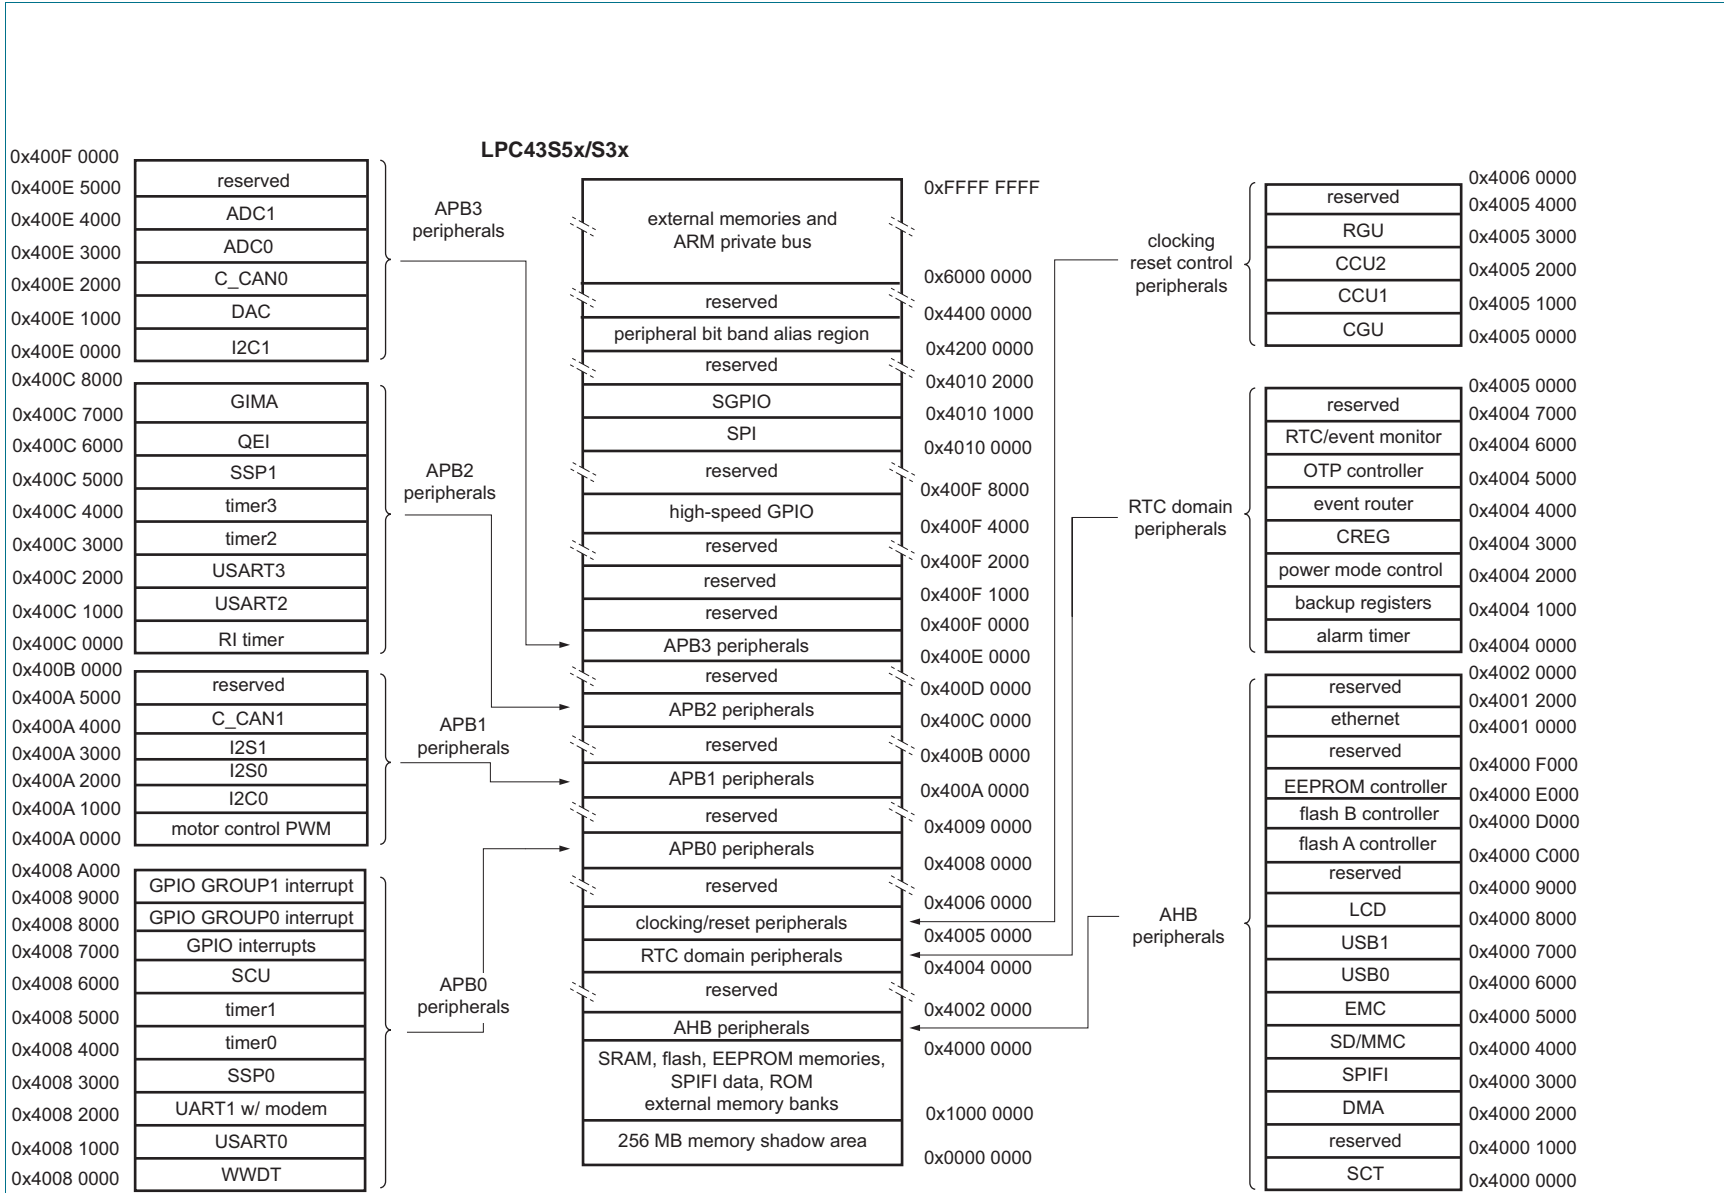 LPC43S5x/S3x
0x400F 0000
reserved
0x400E 5000
ADC1
0x400E 4000
ADC0
0x400E 3000
C_CAN0
0x400E 2000
DAC
0x400E 1000
I2C1
0x400E 0000
APB3
peripherals
0x400C 8000
GIMA
0x400C 7000
QEI
0x400C 6000
SSP1
0x400C 5000
timer3
0x400C 4000
timer2
0x400C 3000
USART3
0x400C 2000
USART2
0x400C 1000
RI timer
0x400C 0000
APB2
peripherals
0x400B 0000
reserved
0x400A 5000
C_CAN1
0x400A 4000
I2S1
0x400A 3000
I2S0
0x400A 2000
I2C0
0x400A 1000
motor control PWM
0x400A 0000
APB1
peripherals
0x4008 A000
GPIO GROUP1 interrupt
0x4008 9000
GPIO GROUP0 interrupt
0x4008 8000
GPIO interrupts
0x4008 7000
SCU
0x4008 6000
timer1
0x4008 5000
timer0
0x4008 4000
SSP0
0x4008 3000
UART1 w/ modem
0x4008 2000
USART0
0x4008 1000
WWDT
0x4008 0000
APB0
peripherals
0xFFFF FFFF
external memories and
ARM private bus
0x6000 0000
reserved
0x4400 0000
peripheral bit band alias region
0x4200 0000
reserved
0x4010 2000
SGPIO
0x4010 1000
SPI
0x4010 0000
reserved
0x400F 8000
high-speed GPIO
0x400F 4000
reserved
0x400F 2000
reserved
0x400F 1000
reserved
0x400F 0000
APB3 peripherals
0x400E 0000
reserved
0x400D 0000
APB2 peripherals
0x400C 0000
reserved
0x400B 0000
APB1 peripherals
0x400A 0000
reserved
0x4009 0000
APB0 peripherals
0x4008 0000
reserved
0x4006 0000
clocking/reset peripherals
0x4005 0000
RTC domain peripherals
0x4004 0000
reserved
0x4002 0000
AHB peripherals
0x4000 0000
SRAM, flash, EEPROM memories,
SPIFI data, ROM
external memory banks
0x1000 0000
256 MB memory shadow area
0x0000 0000
clocking
reset control
peripherals
0x4006 0000
reserved
0x4005 4000
RGU
0x4005 3000
CCU2
0x4005 2000
CCU1
0x4005 1000
CGU
0x4005 0000
RTC domain
peripherals
0x4005 0000
reserved
0x4004 7000
RTC/event monitor
0x4004 6000
OTP controller
0x4004 5000
event router
0x4004 4000
CREG
0x4004 3000
power mode control
0x4004 2000
backup registers
0x4004 1000
alarm timer
0x4004 0000
AHB
peripherals
0x4002 0000
reserved
0x4001 2000
ethernet
0x4001 0000
reserved
0x4000 F000
EEPROM controller
0x4000 E000
flash B controller
0x4000 D000
flash A controller
0x4000 C000
reserved
0x4000 9000
LCD
0x4000 8000
USB1
0x4000 7000
USB0
0x4000 6000
EMC
0x4000 5000
SD/MMC
0x4000 4000
SPIFI
0x4000 3000
DMA
0x4000 2000
reserved
0x4000 1000
SCT
0x4000 0000